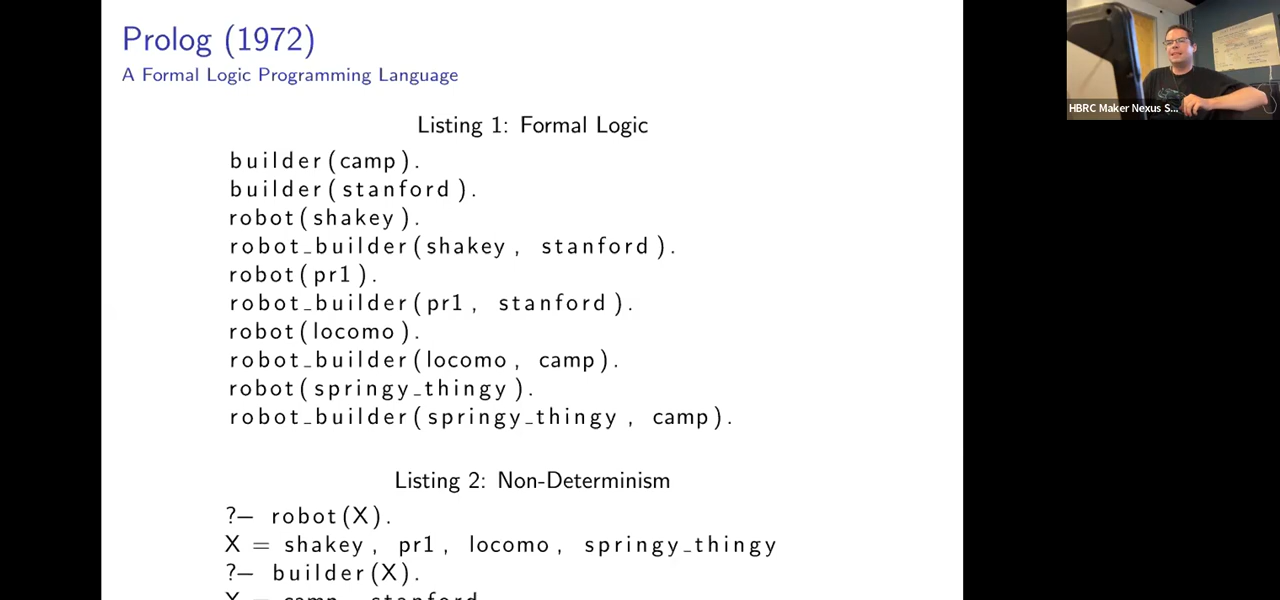 Prolog (1972)
A Formal Logic Programming Language
Listing 1: Formal Logic
builder(camp).
builder(stanford).
robot(shakey).
robot_builder(shakey, stanford).
robot(pr1).
robot_builder(pr1, stanford).
robot(locomo).
robot_builder(locomo, camp).
robot(springy_thingy).
robot_builder(springy_thingy, camp).
Listing 2: Non-Determinism
?— robot(X).
X = shakey, pr1, locomo, springy_thingy
?— builder(X).
X = camp, stanford
HBRC Maker Nexus S...